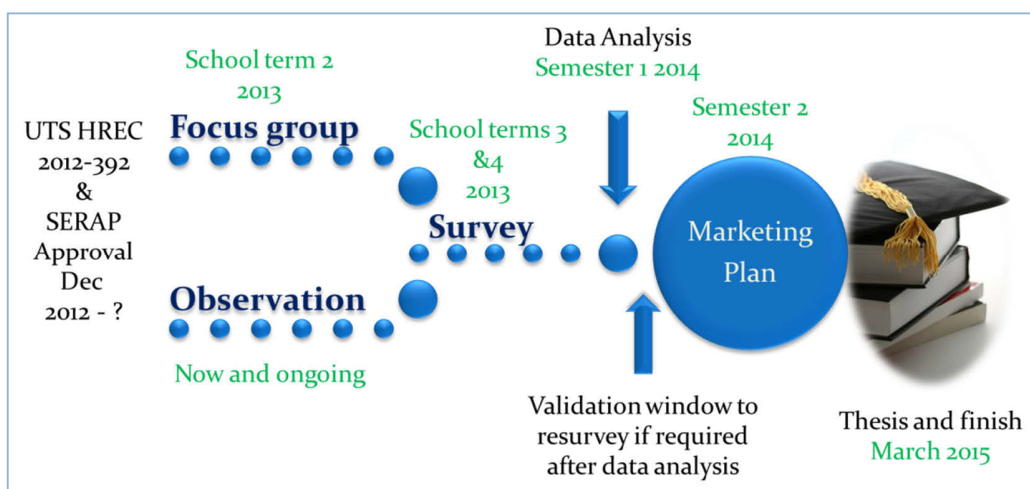 UTS HREC
2012-392
&
SERAP
Approval
Dec
2012 - ?
School term 2
2013
Focus group
Observation
Now and ongoing
School terms 3
&4
2013
Survey
Data Analysis
Semester 1 2014
Validation window to
resurvey if required
after data analysis
Semester 2
2014
Marketing
Plan
Thesis and finish
March 2015